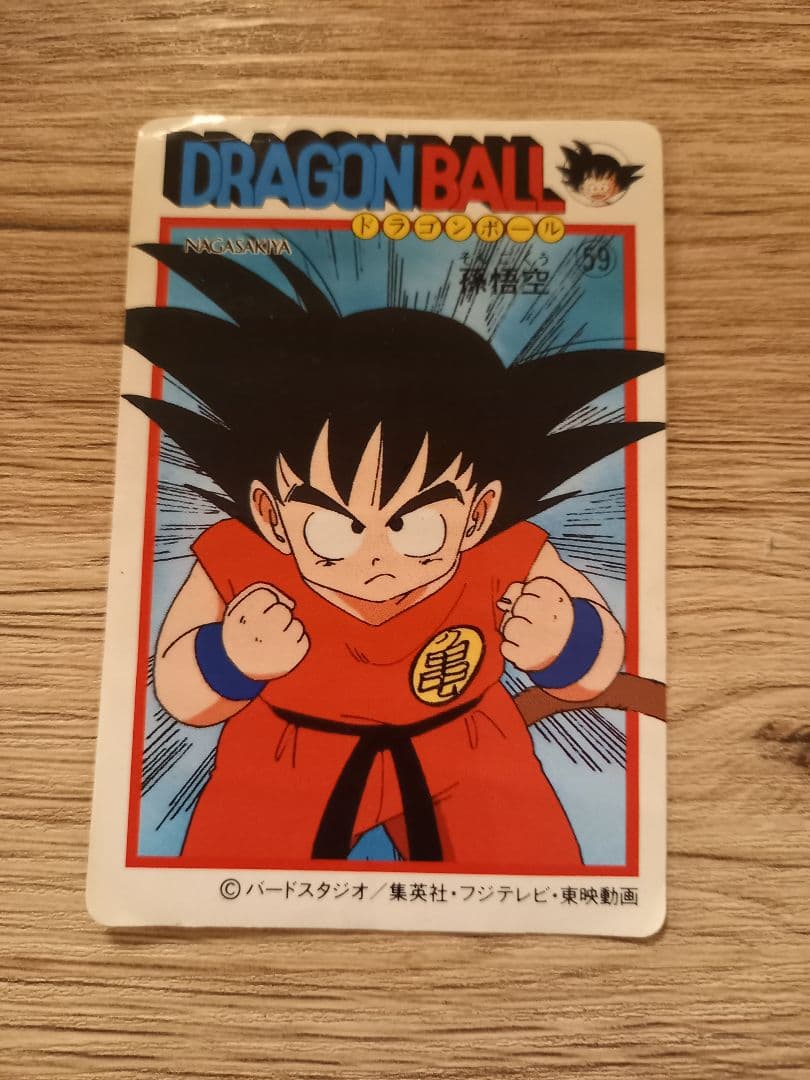 DRAGON BALL
ドラゴンボール
NAGASAKIYA
そんごくう
孫悟空
59
亀
©バードスタジオ／集英社・フジテレビ・東映動画